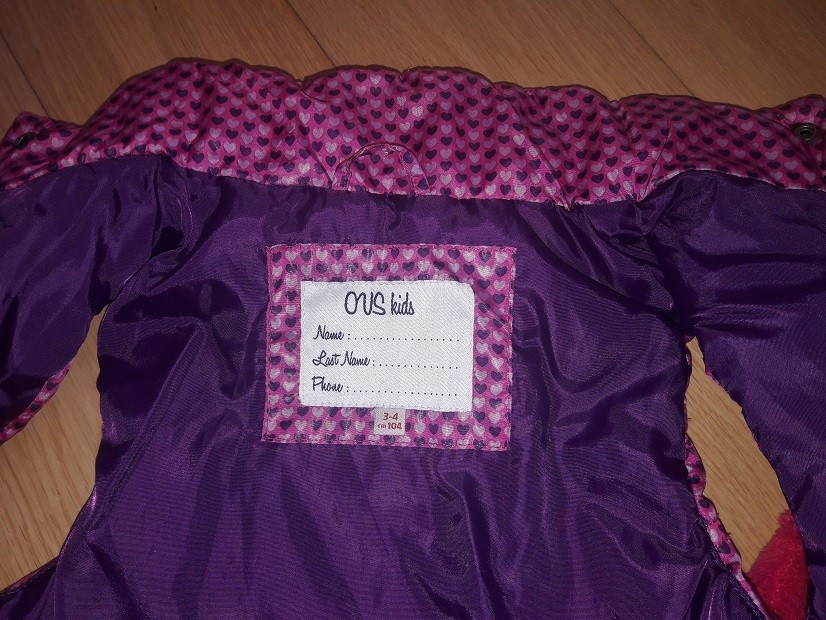 OVS kids
Name : ..................
Last Name : ..............
Phone : ..................
3-4
cm 104